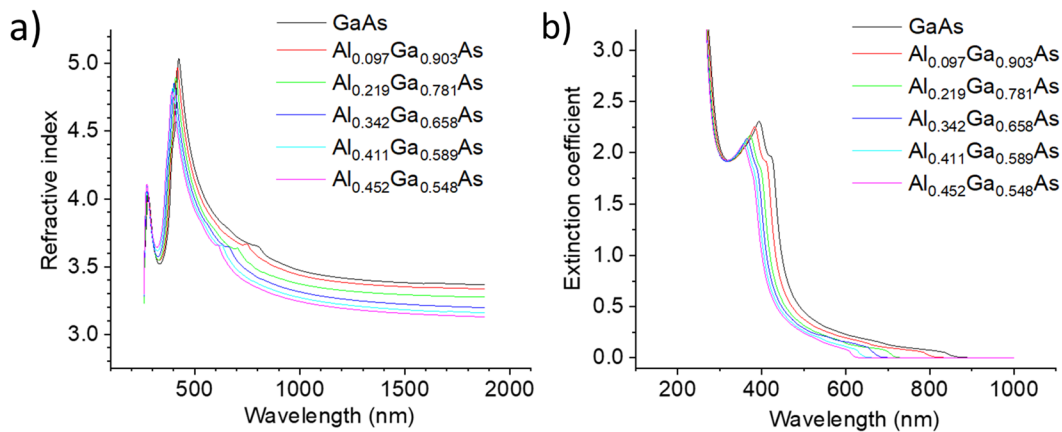 a)
GaAs
Al0.097Ga0.903As
Al0.219Ga0.781As
Al0.342Ga0.658As
Al0.411Ga0.589As
Al0.452Ga0.548As
5.0
4.5
4.0
3.5
3.0
Refractive index
500 1000 1500 2000
Wavelength (nm)
b)
GaAs
Al0.097Ga0.903As
Al0.219Ga0.781As
Al0.342Ga0.658As
Al0.411Ga0.589As
Al0.452Ga0.548As
3.0
2.5
2.0
1.5
1.0
0.5
0.0
Extinction coefficient
200 400 600 800 1000
Wavelength (nm)